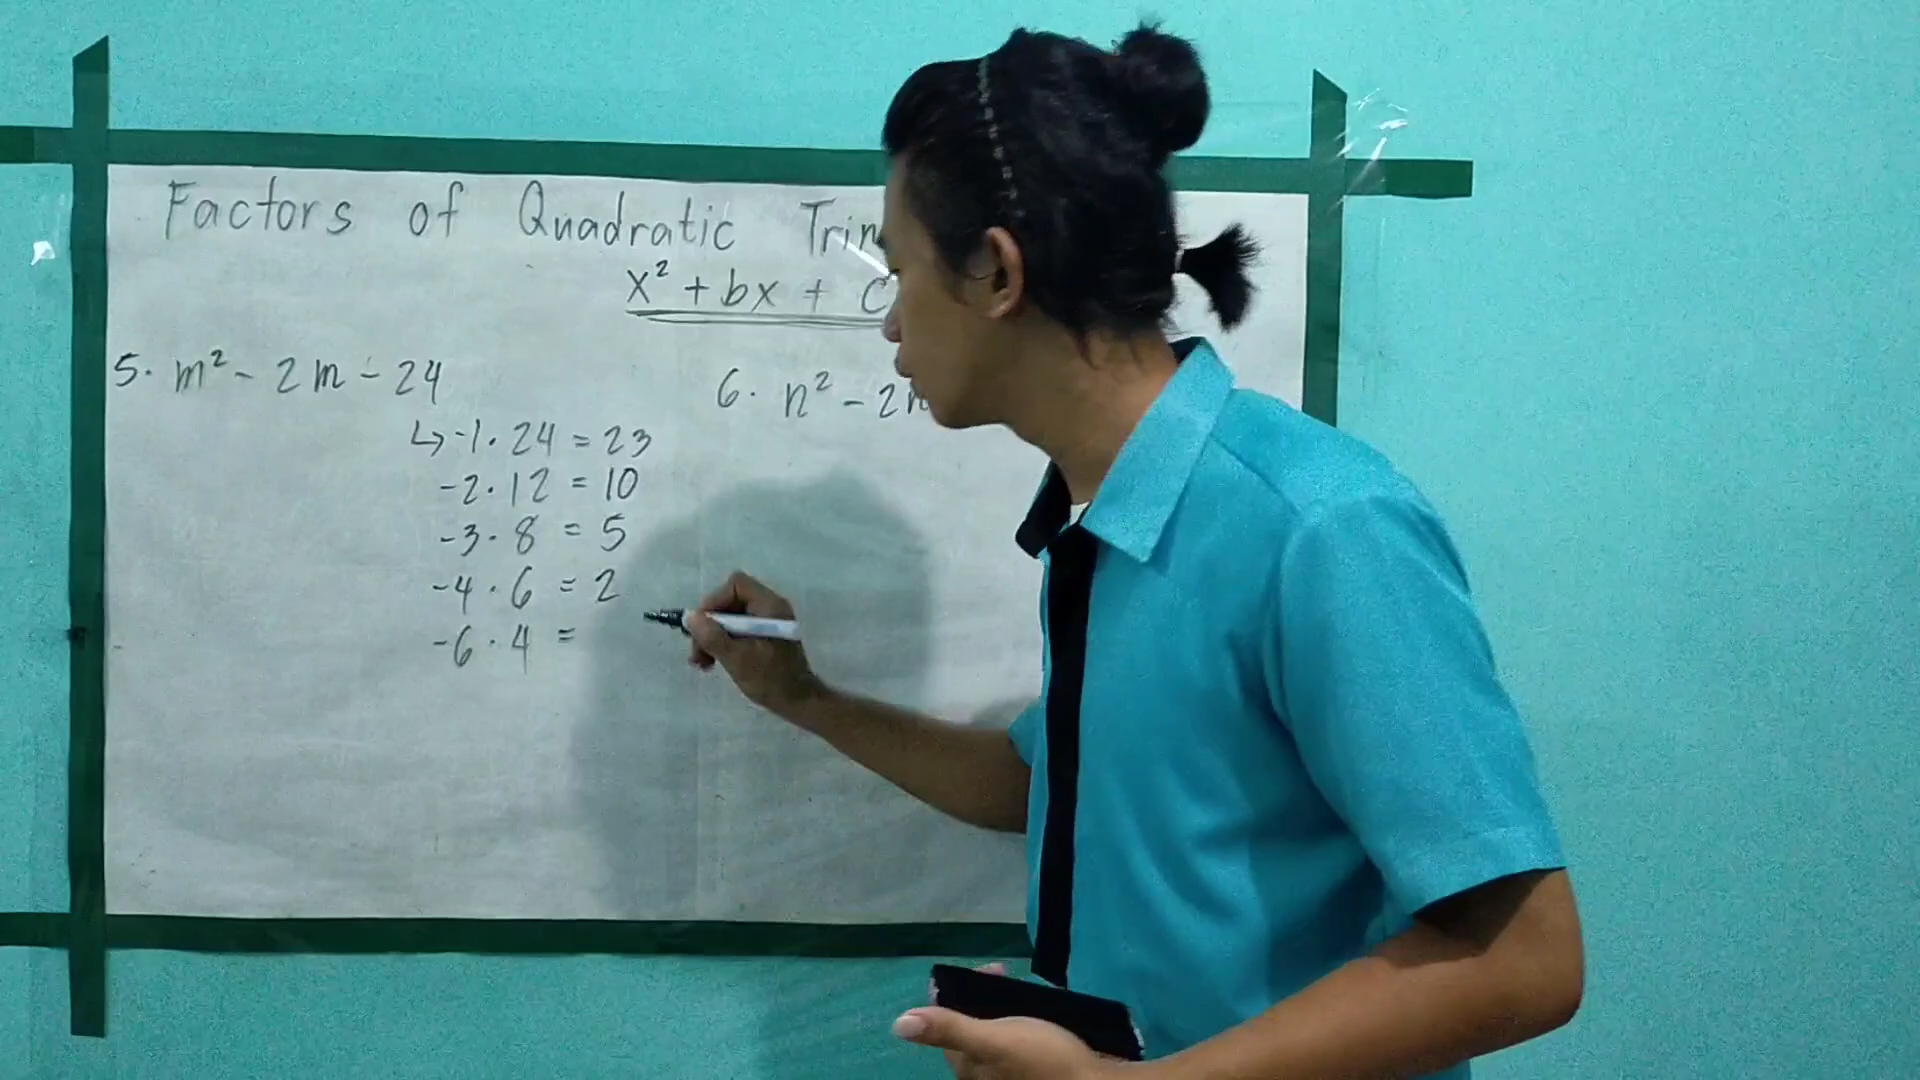 Factors of Quadratic
x² + bx + c
5. m² - 2m - 24
↳ -1 · 24 = 23
-2 · 12 = 10
-3 · 8 = 5
-4 · 6 = 2
-6 · 4 =
6. n² - 2n